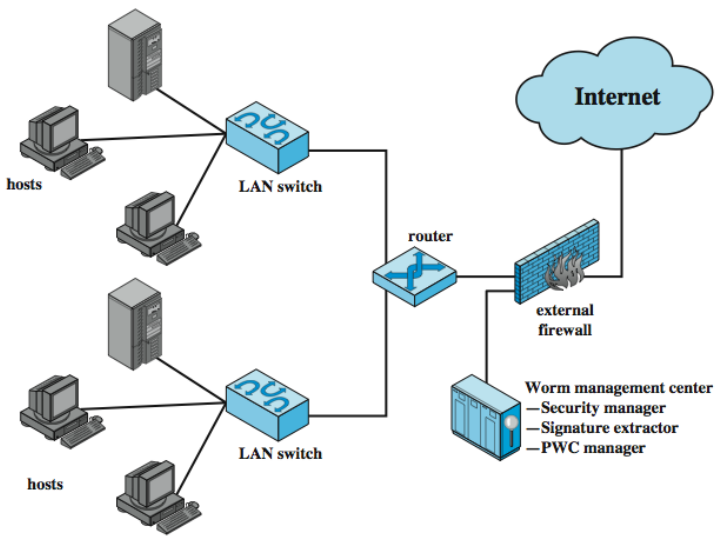 Internet
hosts
LAN switch
router
external
firewall
Worm management center
—Security manager
—Signature extractor
—PWC manager
LAN switch
hosts